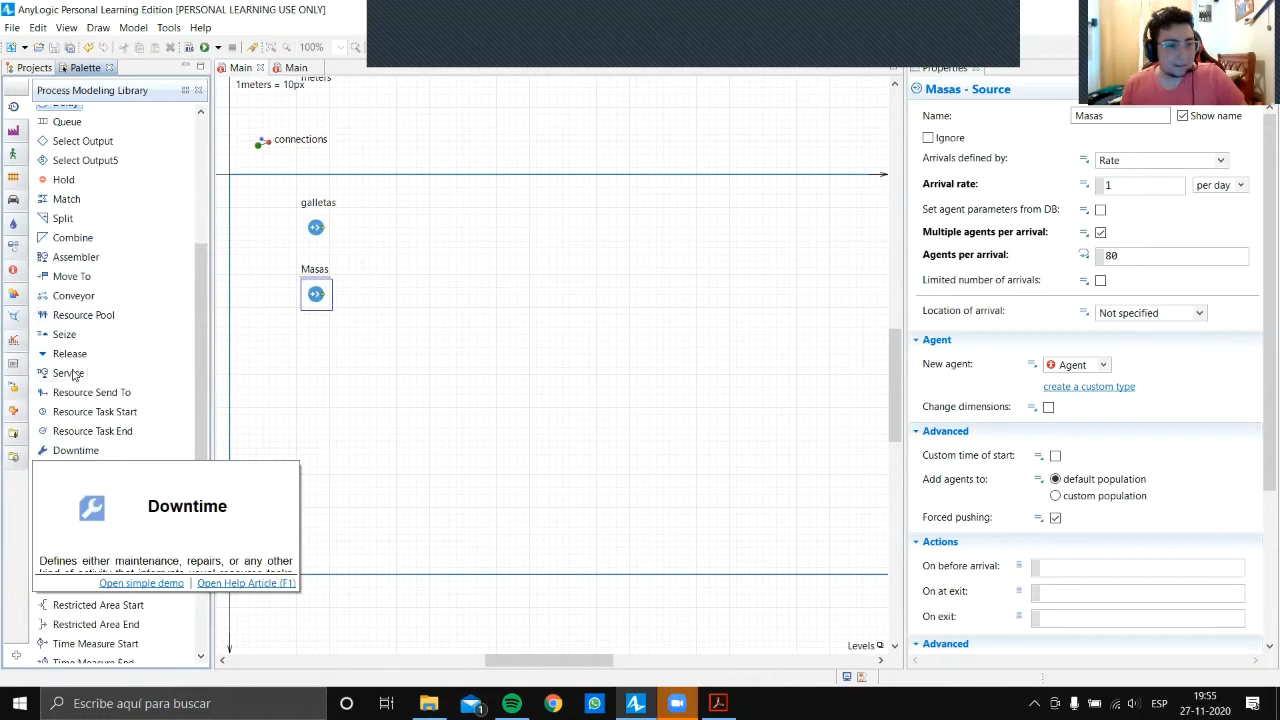 AnyLogic Personal Learning Edition [PERSONAL LEARNING USE ONLY]
File Edit View Draw Model Tools Help
100%
Projects Palette Main Main
Process Modeling Library
Delay
Queue
Select Output
Select Output5
Hold
Match
Split
Combine
Assembler
Move To
Conveyor
Resource Pool
Seize
Release
Service
Resource Send To
Resource Task Start
Resource Task End
Downtime
Downtime
Defines either maintenance, repairs, or any other
Open simple demo | Open Help Article (F1)
Restricted Area Start
Restricted Area End
Time Measure Start
Time Measure End
meters
1meters = 10px
connections
galletas
Masas
Levels
Properties
Masas - Source
Name: Masas Show name
Ignore
Arrivals defined by: Rate
Arrival rate: 1 per day
Set agent parameters from DB:
Multiple agents per arrival:
Agents per arrival: 80
Limited number of arrivals:
Location of arrival: Not specified
Agent
New agent: Agent
create a custom type
Change dimensions:
Advanced
Custom time of start:
Add agents to: default population
custom population
Forced pushing:
Actions
On before arrival:
On at exit:
On exit:
Advanced
Escribe aquí para buscar
1
ESP
19:55
27-11-2020